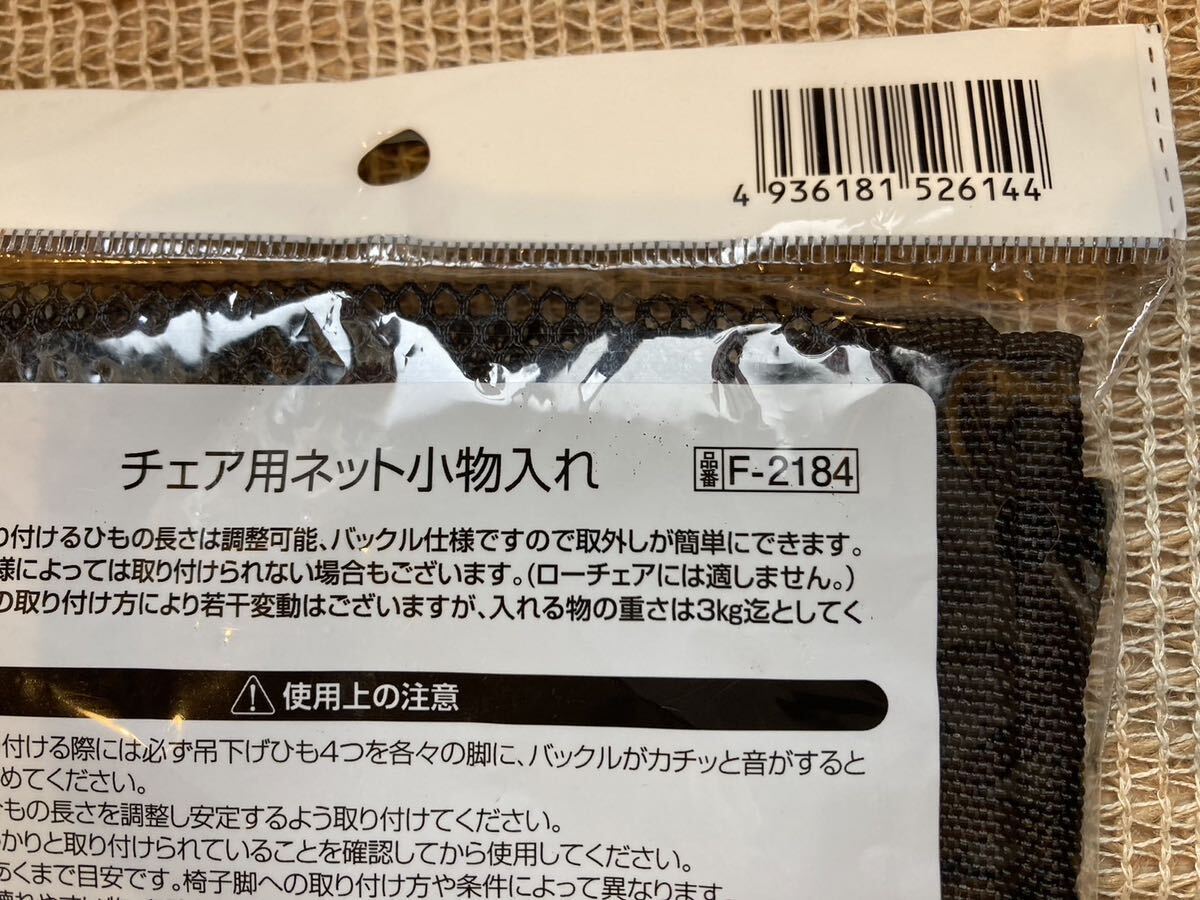 4 936181 526144
チェア用ネット小物入れ 品番 F-2184
り付けるひもの長さは調整可能、バックル仕様ですので取外しが簡単にできます。
様によっては取り付けられない場合もございます。(ローチェアには適しません。)
の取り付け方により若干変動はございますが、入れる物の重さは3㎏迄としてく
⚠使用上の注意
付ける際には必ず吊下げひも4つを各々の脚に、バックルがカチッと音がすると
めてください。
もの長さを調整し安定するよう取り付けてください。
かりと取り付けられていることを確認してから使用してください。
くまで目安です。椅子脚への取り付け方や条件によって異なります。